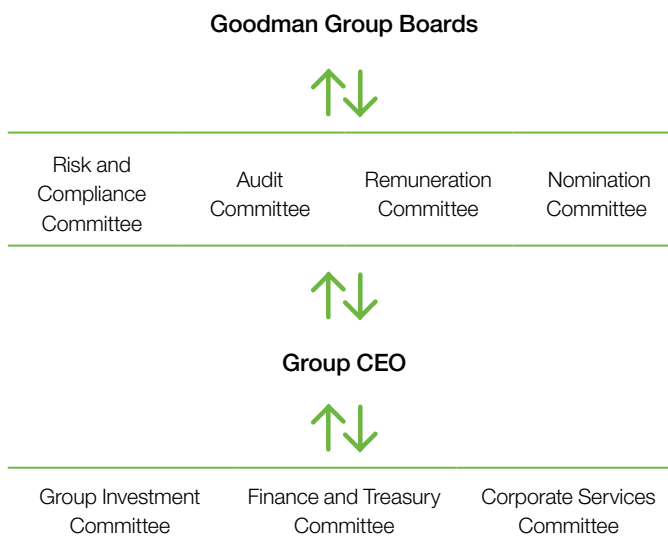 Goodman Group Boards
Risk and
Compliance
Committee
Audit
Committee
Remuneration
Committee
Nomination
Committee
Group CEO
Group Investment
Committee
Finance and Treasury
Committee
Corporate Services
Committee